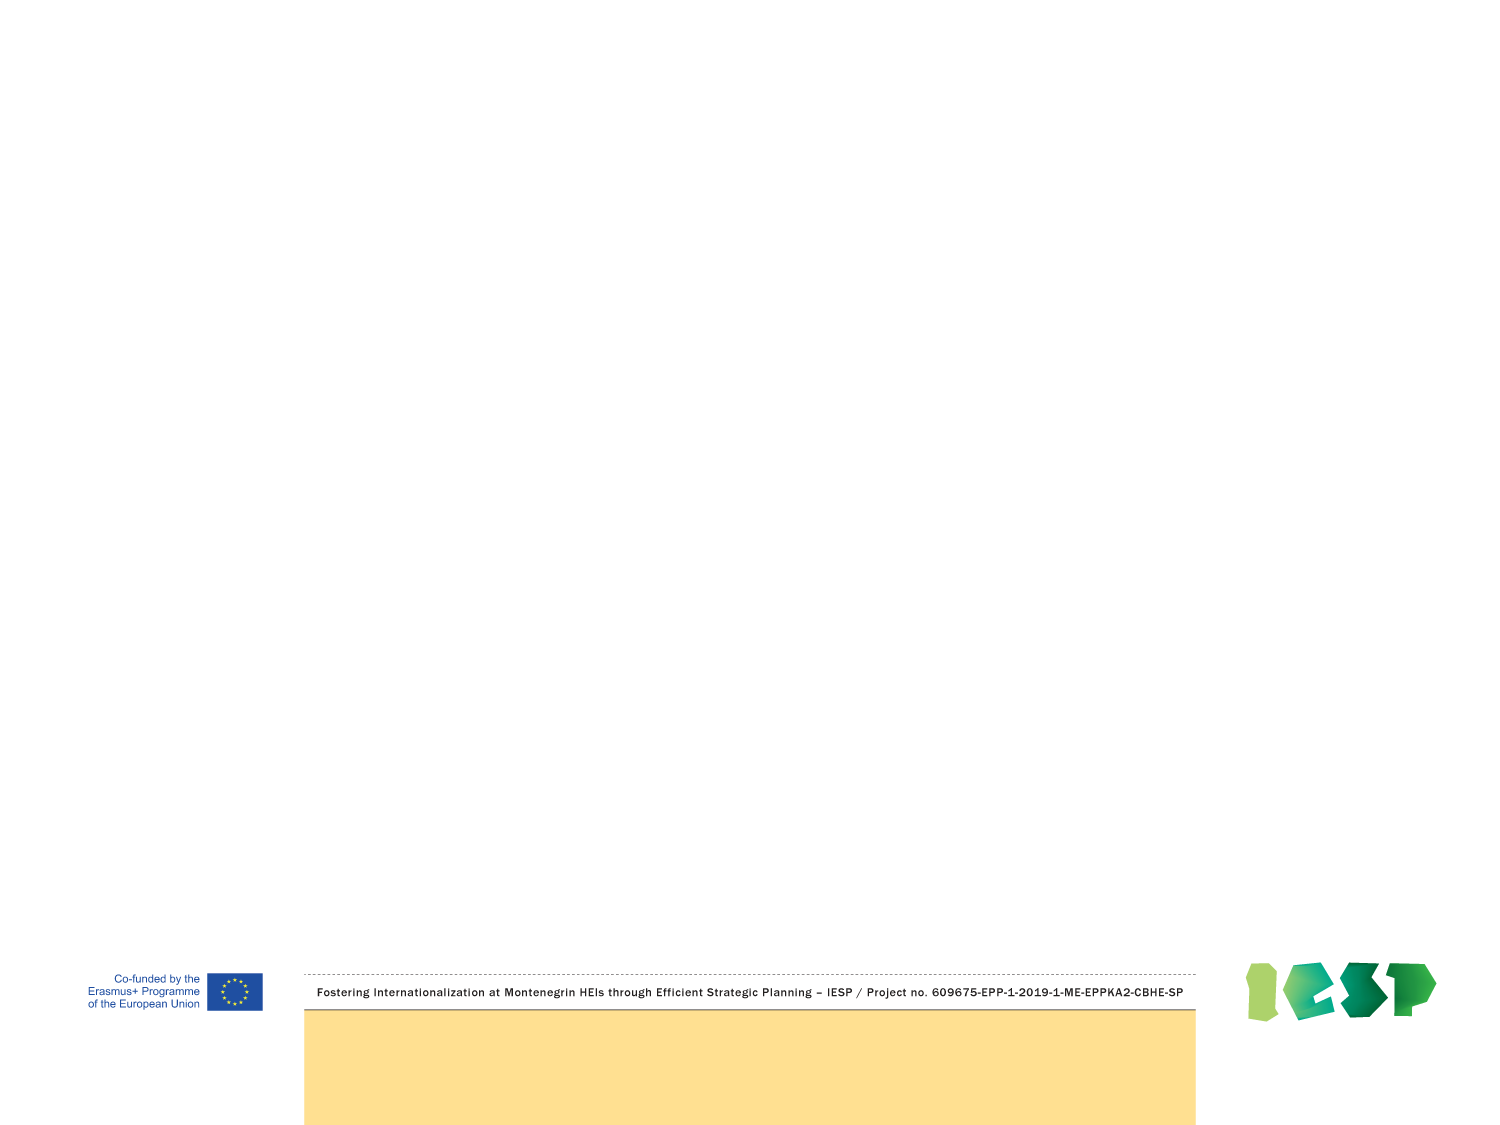 Co-funded by the
Erasmus+ Programme
of the European Union
Fostering Internationalization at Montenegrin HEIs through Efficient Strategic Planning – IESP / Project no. 609675-EPP-1-2019-1-ME-EPPKA2-CBHE-SP
IESP